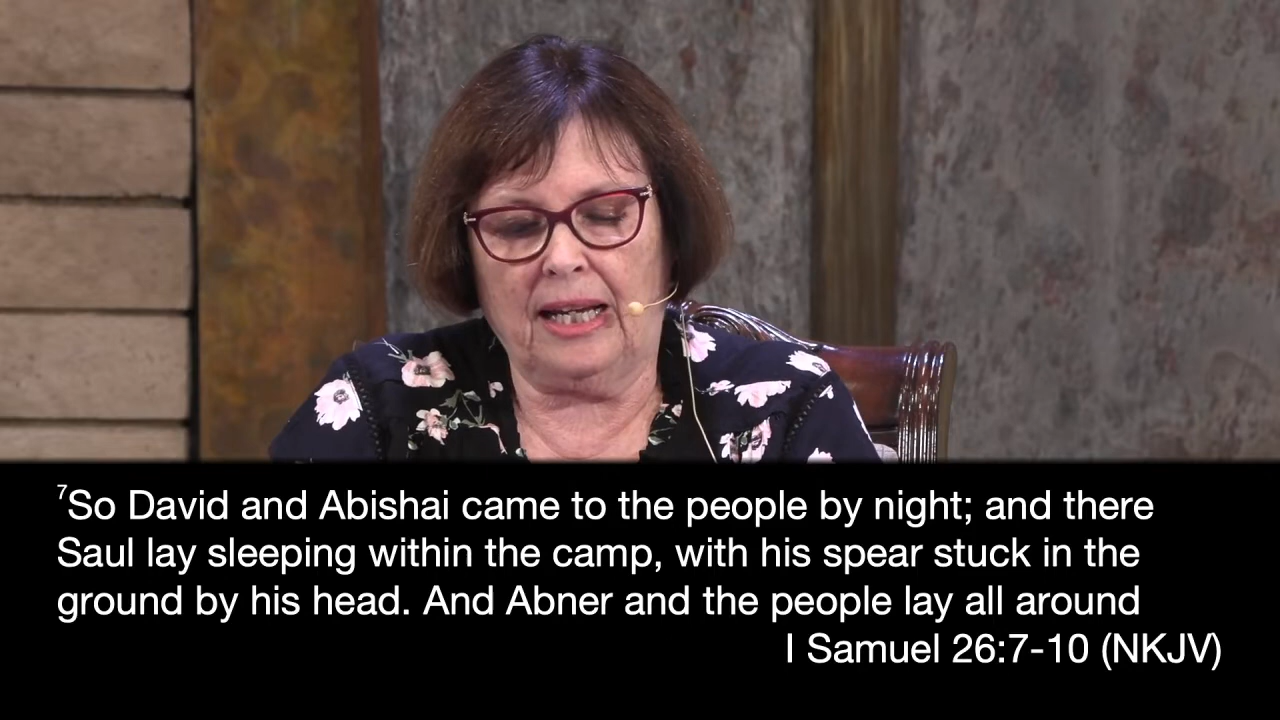 ⁷So David and Abishai came to the people by night; and there
Saul lay sleeping within the camp, with his spear stuck in the
ground by his head. And Abner and the people lay all around
I Samuel 26:7-10 (NKJV)